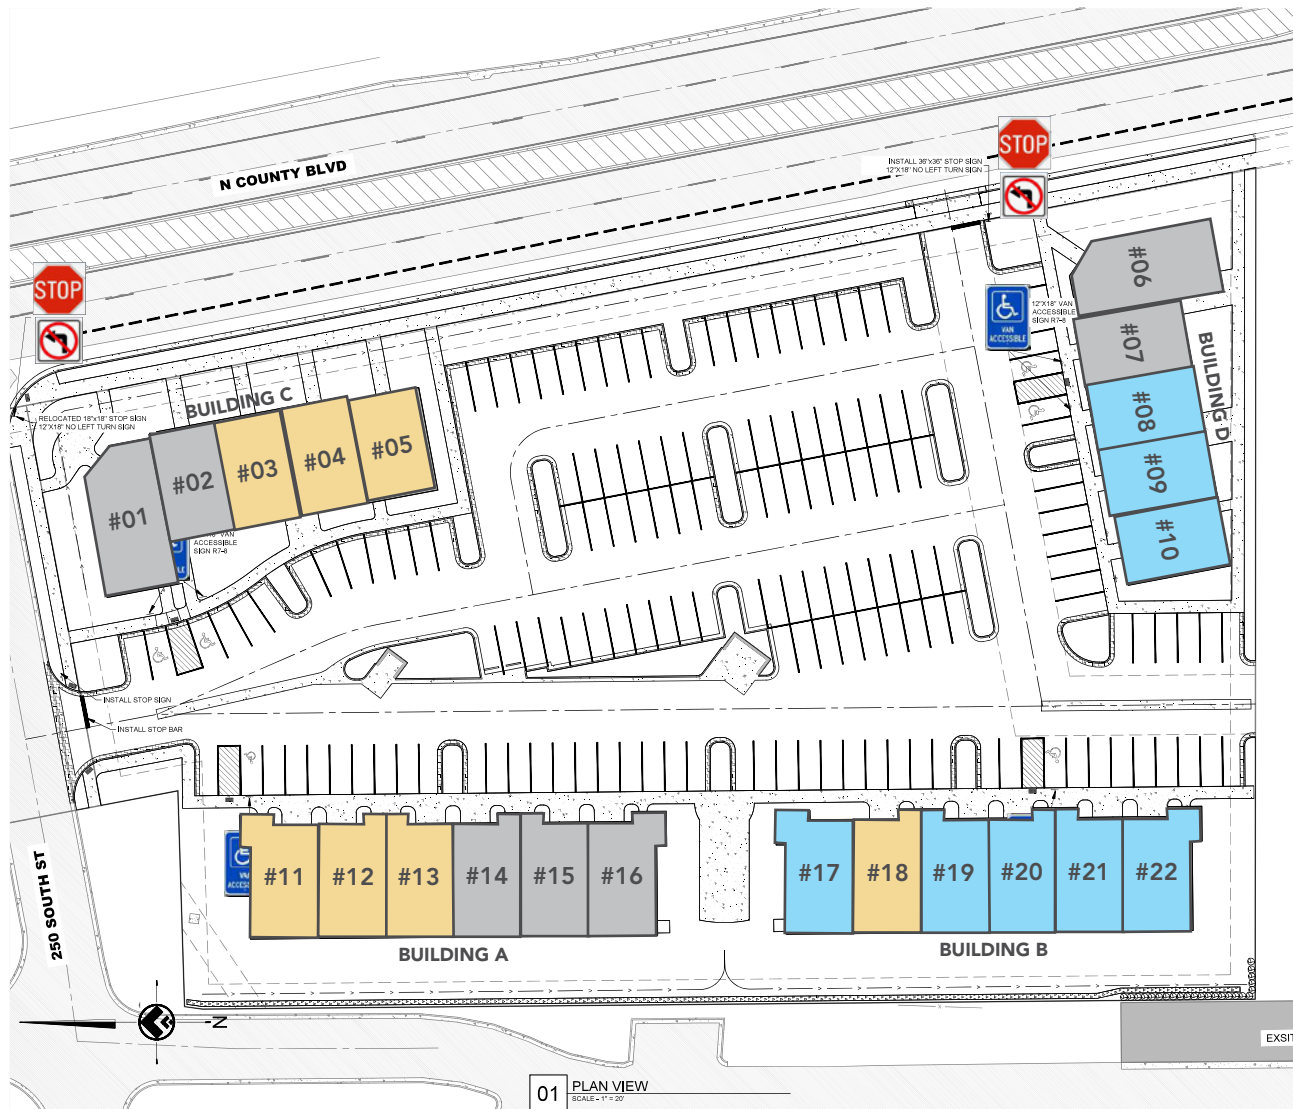 N COUNTY BLVD
STOP
INSTALL 36"x36" STOP SIGN
12"X18" NO LEFT TURN SIGN
STOP
RELOCATED 18"x18" STOP SIGN
12"X18" NO LEFT TURN SIGN
BUILDING C
#01
#02
#03
#04
#05
VAN
ACCESSIBLE
SIGN R7-8
VAN
ACCESSIBLE
12"X18" VAN
ACCESSIBLE
SIGN R7-8
#06
#07
#08
#09
#10
BUILDING D
INSTALL STOP SIGN
INSTALL STOP BAR
250 SOUTH ST
#11
#12
#13
#14
#15
#16
BUILDING A
#17
#18
#19
#20
#21
#22
BUILDING B
N
EXSIT
01
PLAN VIEW
SCALE - 1" = 20'